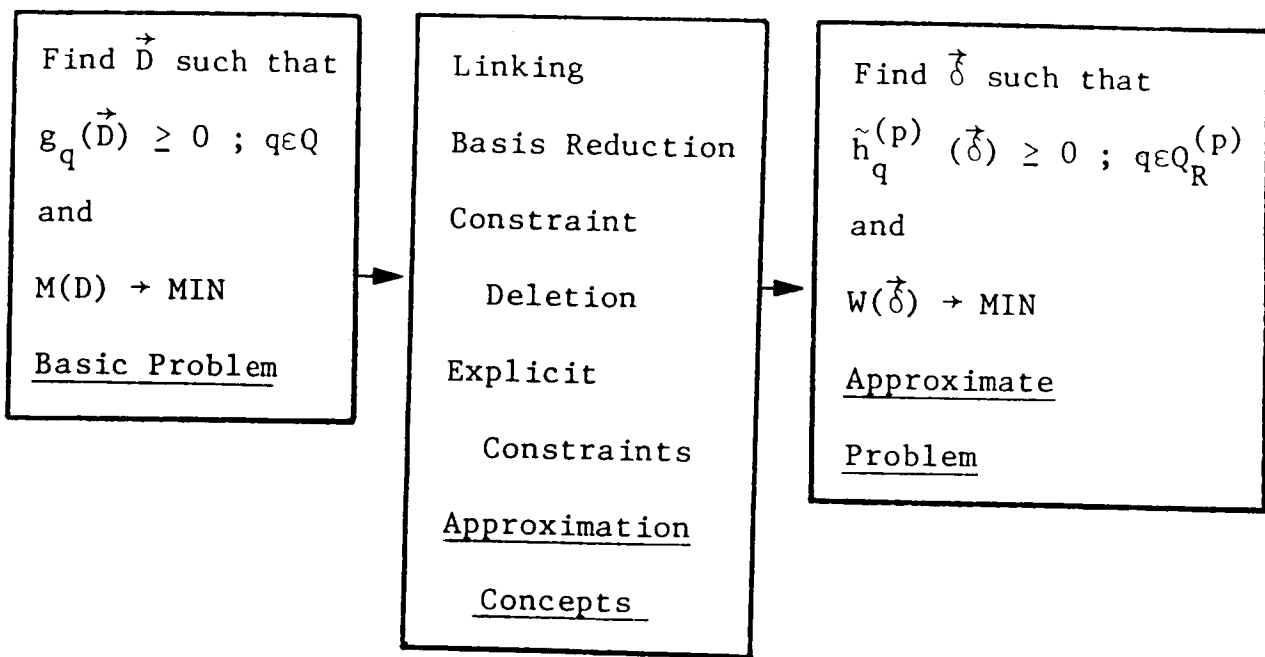 Find D⃗ such that
g_q(D⃗) ≥ 0 ; qεQ
and
M(D) → MIN
Basic Problem
Linking
Basis Reduction
Constraint
Deletion
Explicit
Constraints
Approximation
Concepts
Find δ⃗ such that
h̃_q^(p) (δ⃗) ≥ 0 ; qεQ_R^(p)
and
W(δ⃗) → MIN
Approximate
Problem